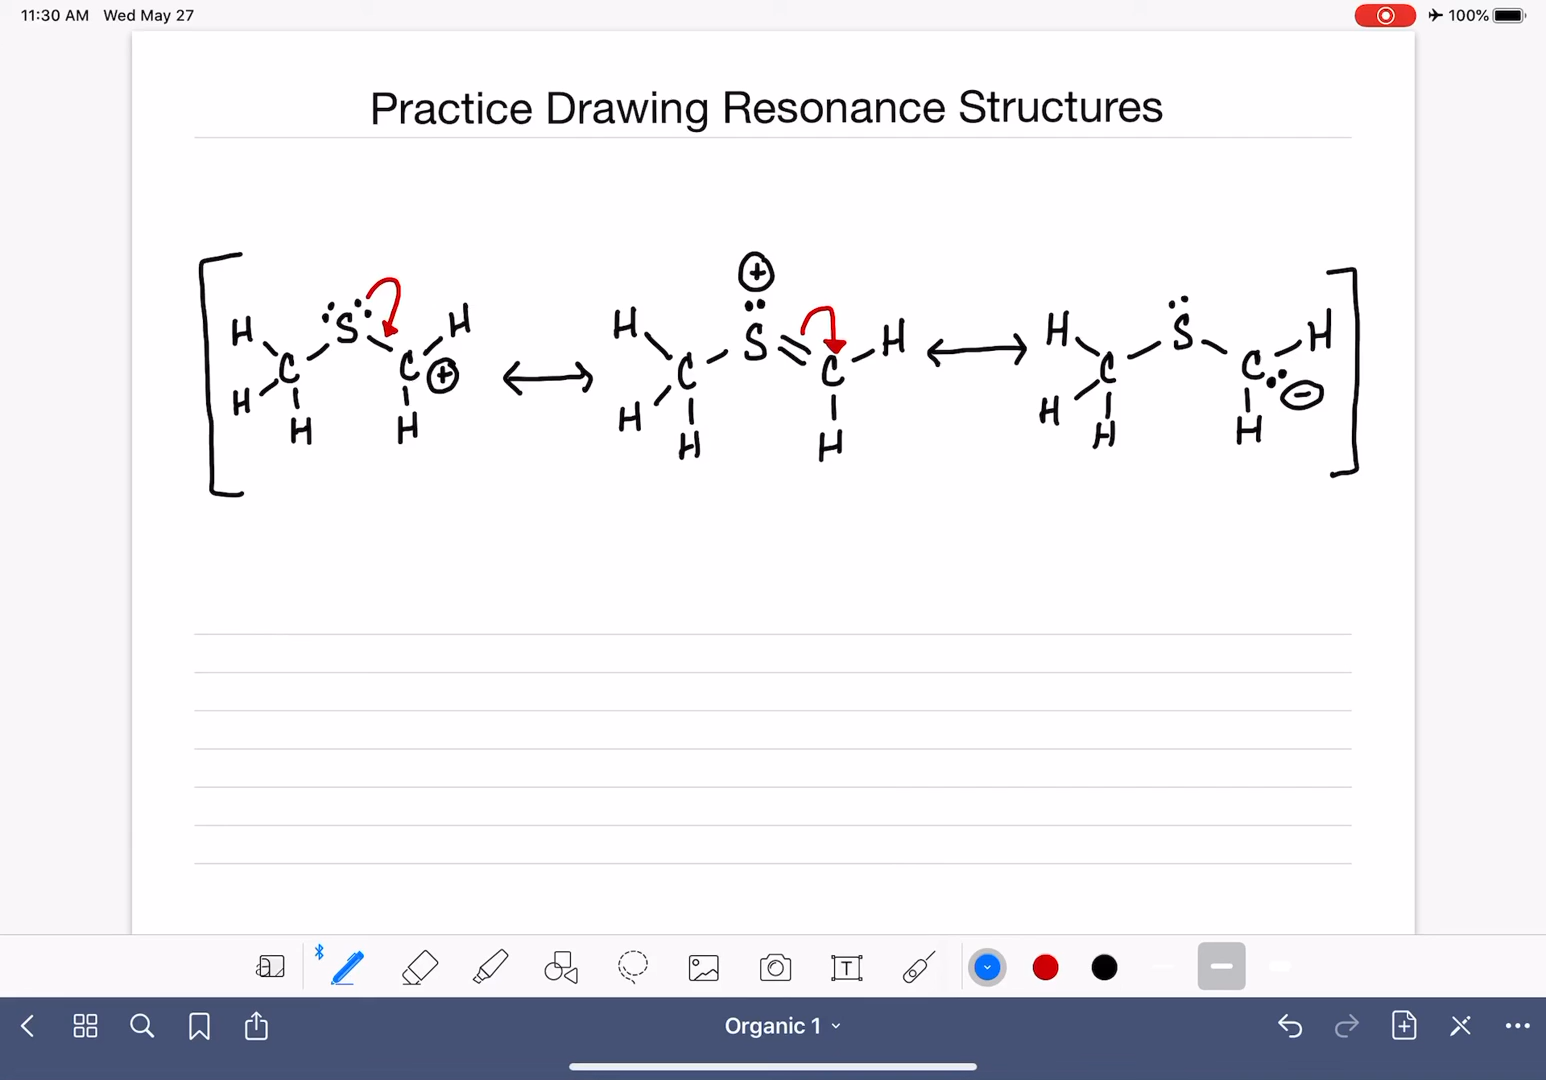 11:30 AM Wed May 27 100%
Practice Drawing Resonance Structures
H H S C H C ⊕ H H
⊕
H H S C C H H H
H H S C C H ⊖ H H
T
Organic 1